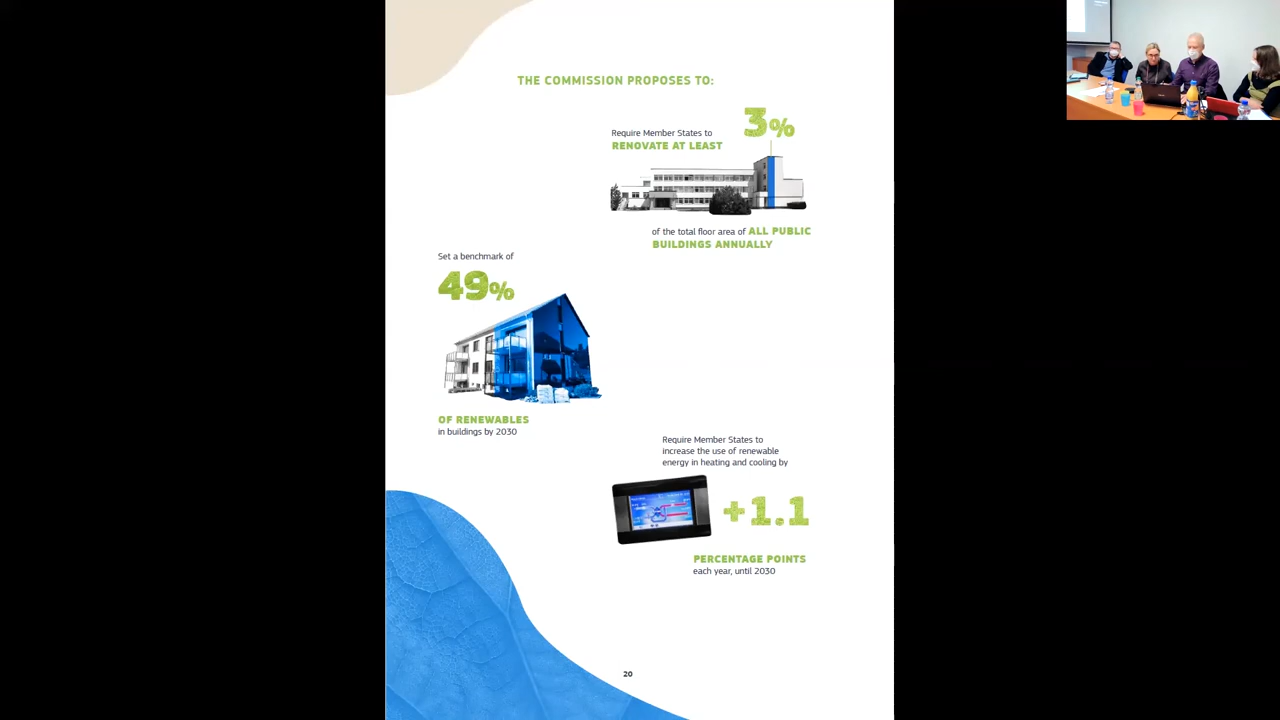 THE COMMISSION PROPOSES TO:
Require Member States to
RENOVATE AT LEAST
3%
of the total floor area of ALL PUBLIC
BUILDINGS ANNUALLY
Set a benchmark of
49%
OF RENEWABLES
in buildings by 2030
Require Member States to
increase the use of renewable
energy in heating and cooling by
+1.1
PERCENTAGE POINTS
each year, until 2030
20